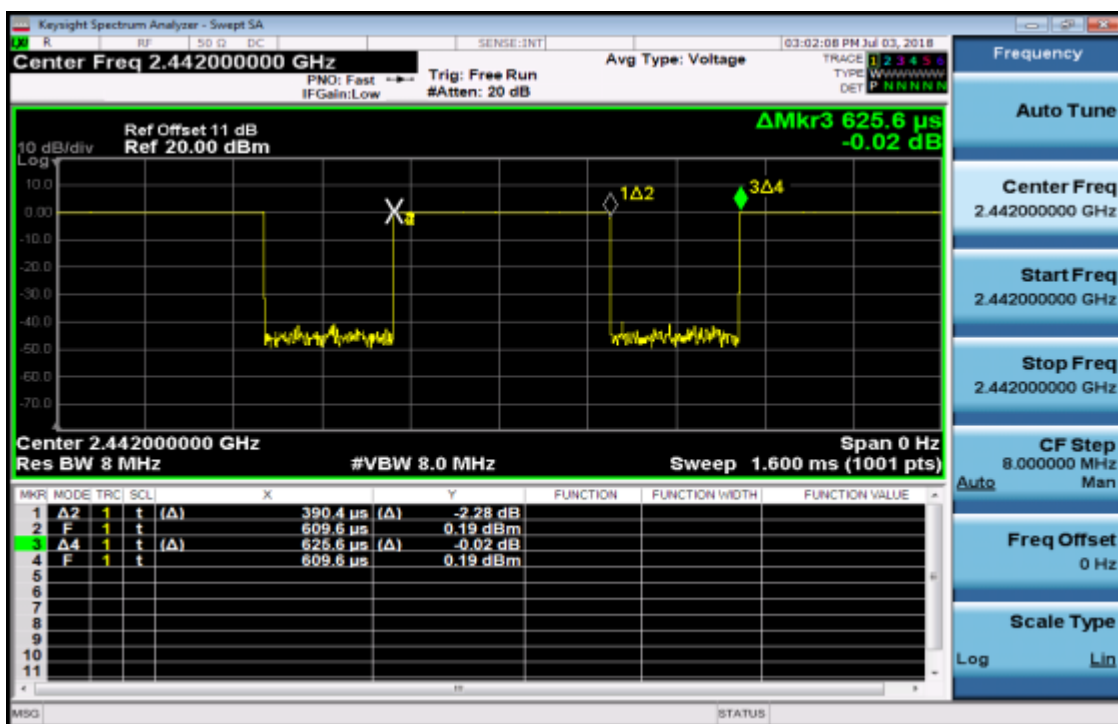 Keysight Spectrum Analyzer - Swept SA
LXI R RF 50 Ω DC SENSE:INT 03:02:08 PM Jul 03, 2018
Center Freq 2.442000000 GHz
Avg Type: Voltage
TRACE 1 2 3 4 5 6
PNO: Fast Trig: Free Run
TYPE WWWWWWW
IFGain:Low #Atten: 20 dB
DET P NNNNN
ΔMkr3 625.6 µs
-0.02 dB
Ref Offset 11 dB
10 dB/div Ref 20.00 dBm
Log
10.0
0.00
-10.0
-20.0
-30.0
-40.0
-50.0
-60.0
-70.0
X
1Δ2
3Δ4
Center 2.442000000 GHz Span 0 Hz
Res BW 8 MHz #VBW 8.0 MHz Sweep 1.600 ms (1001 pts)
MKR MODE TRC SCL X Y FUNCTION FUNCTION WIDTH FUNCTION VALUE
1 Δ2 1 t (Δ) 390.4 µs (Δ) -2.28 dB
2 F 1 t 609.6 µs 0.19 dBm
3 Δ4 1 t (Δ) 625.6 µs (Δ) -0.02 dB
4 F 1 t 609.6 µs 0.19 dBm
5
6
7
8
9
10
11
MSG STATUS
Frequency
Auto Tune
Center Freq
2.442000000 GHz
Start Freq
2.442000000 GHz
Stop Freq
2.442000000 GHz
CF Step
8.000000 MHz
Auto Man
Freq Offset
0 Hz
Scale Type
Log Lin